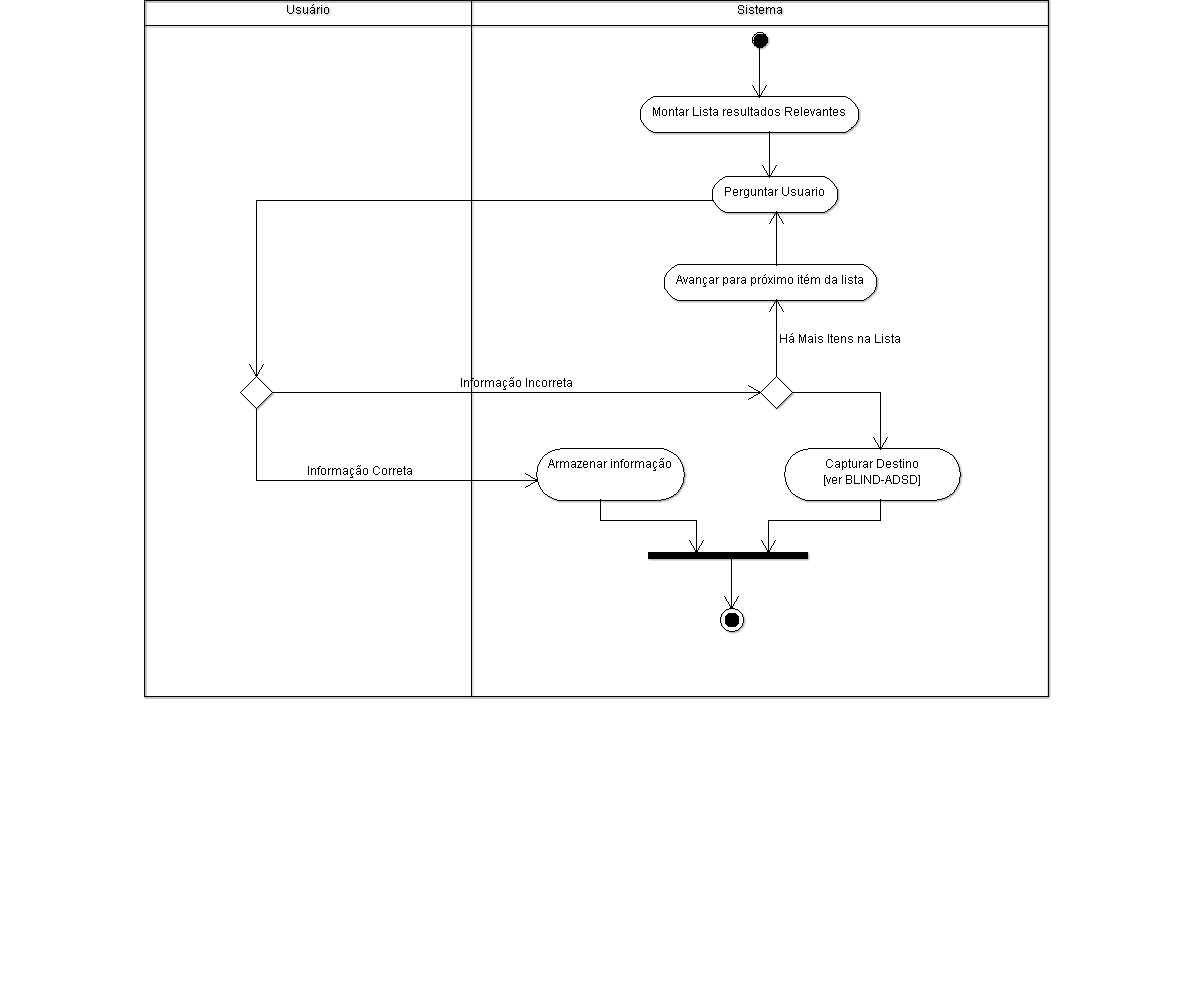 Usuário
Sistema
Montar Lista resultados Relevantes
Perguntar Usuario
Avançar para próximo itém da lista
Há Mais Itens na Lista
Informação Incorreta
Informação Correta
Armazenar informação
Capturar Destino
[ver BLIND-ADSD]